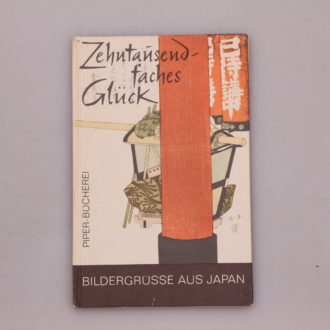 Zehntausend-
faches
Glück
PIPER-BÜCHEREI
BILDERGRÜSSE AUS JAPAN